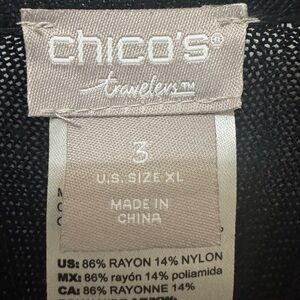 chico's®
travelers™
3
U.S. SIZE XL
MADE IN
CHINA
US: 86% RAYON 14% NYLON
MX: 86% rayón 14% poliamida
CA: 86% RAYONNE 14%